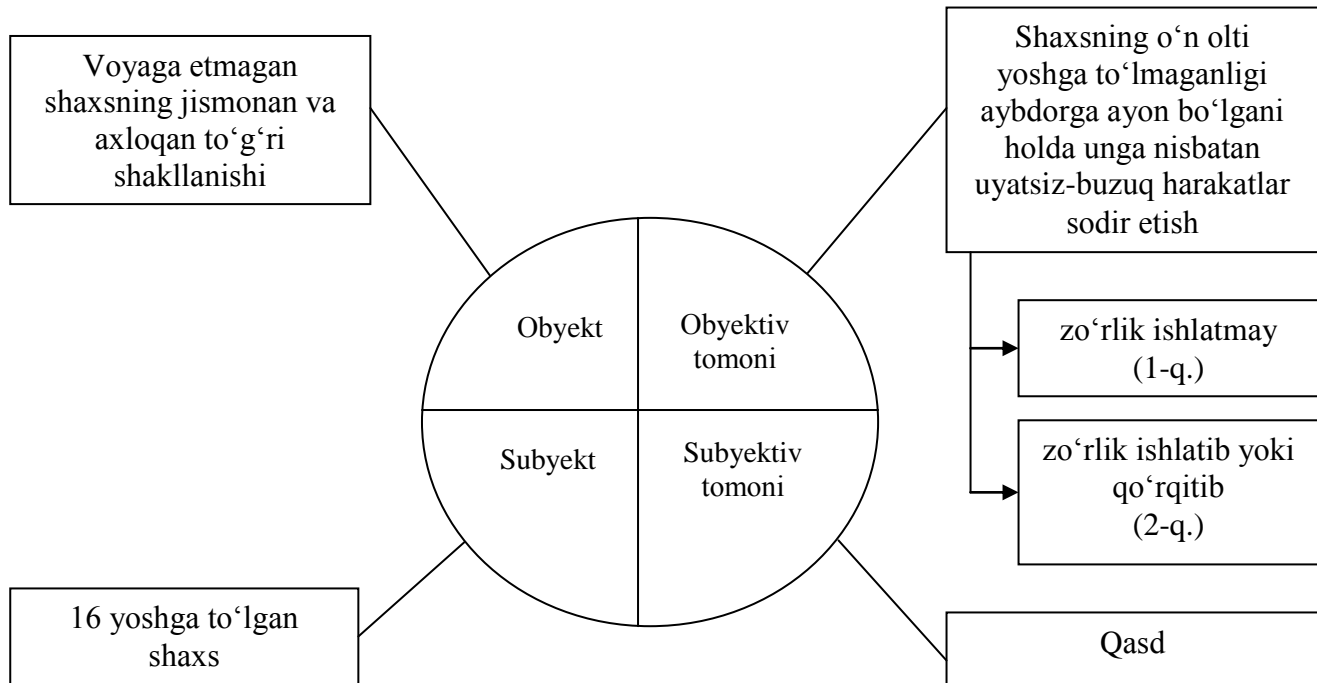 Voyaga etmagan
shaxsning jismonan va
axloqan to‘g‘ri
shakllanishi
Shaxsning o‘n olti
yoshga to‘lmaganligi
aybdorga ayon bo‘lgani
holda unga nisbatan
uyatsiz-buzuq harakatlar
sodir etish
zo‘rlik ishlatmay
(1-q.)
zo‘rlik ishlatib yoki
qo‘rqitib
(2-q.)
Obyekt
Obyektiv
tomoni
Subyekt
Subyektiv
tomoni
16 yoshga to‘lgan
shaxs
Qasd